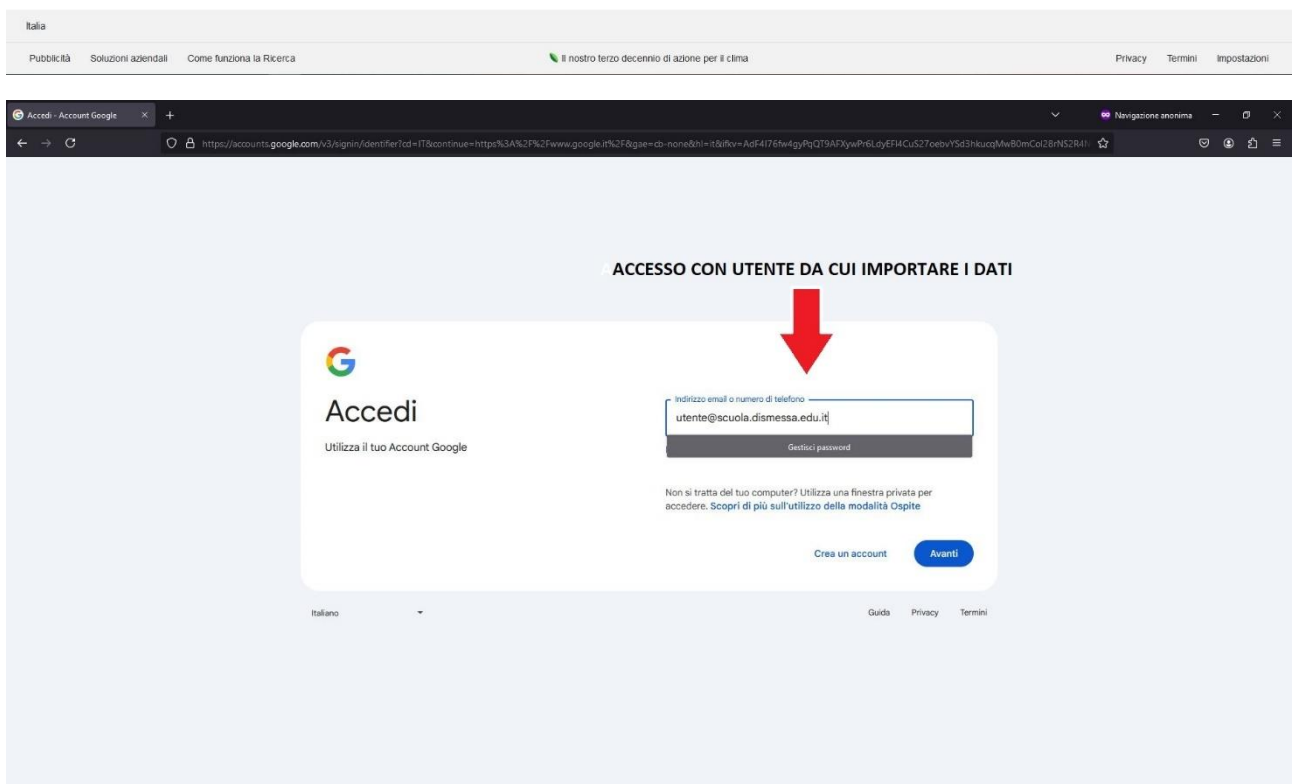 Italia
Pubblicità Soluzioni aziendali Come funziona la Ricerca Il nostro terzo decennio di azione per il clima Privacy Termini Impostazioni
Accedi - Account Google Navigazione anonima
https://accounts.google.com/v3/signin/identifier?cd=IT&continue=https%3A%2F%2Fwww.google.it%2F&gae=cb-none&hl=it&ifkv=
ACCESSO CON UTENTE DA CUI IMPORTARE I DATI
Accedi
Utilizza il tuo Account Google
Indirizzo email o numero di telefono
utente@scuola.dismessa.edu.it
Gestisci password
Non si tratta del tuo computer? Utilizza una finestra privata per
accedere. Scopri di più sull'utilizzo della modalità Ospite
Crea un account Avanti
Italiano Guida Privacy Termini